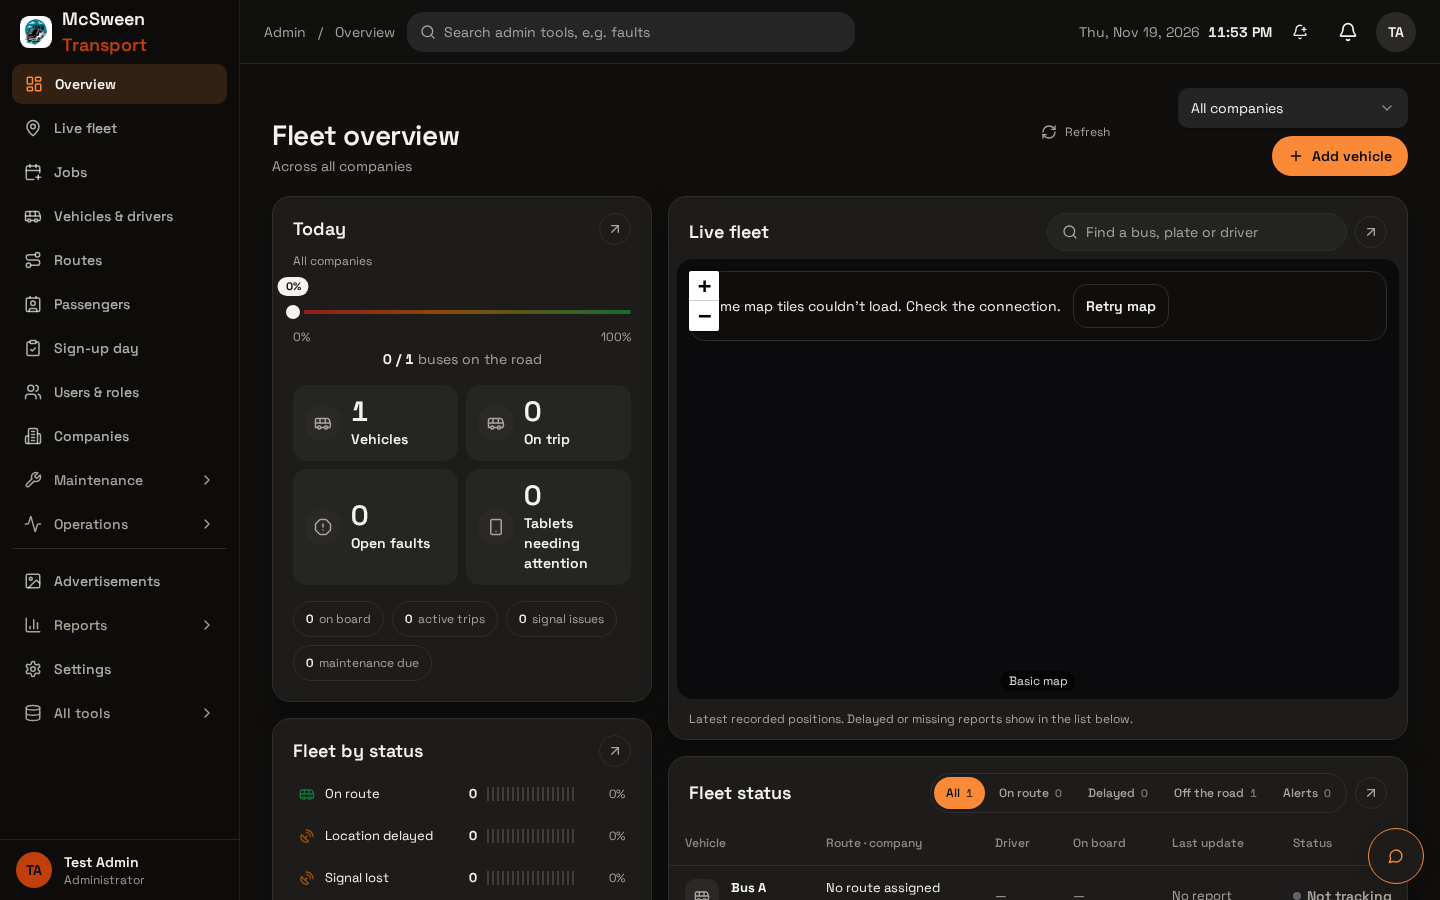 McSween
Transport
Admin / Overview
Search admin tools, e.g. faults
Thu, Nov 19, 2026 11:53 PM
TA
Overview
Live fleet
Jobs
Vehicles & drivers
Routes
Passengers
Sign-up day
Users & roles
Companies
Maintenance
Operations
Advertisements
Reports
Settings
All tools
TA
Test Admin
Administrator
Fleet overview
Across all companies
Refresh
All companies
+ Add vehicle
Today
All companies
0%
0% 100%
0 / 1 buses on the road
1
Vehicles
0
On trip
0
Open faults
0
Tablets
needing
attention
0 on board
0 active trips
0 signal issues
0 maintenance due
Fleet by status
On route 0 0%
Location delayed 0 0%
Signal lost 0 0%
Live fleet
Find a bus, plate or driver
+
−
me map tiles couldn't load. Check the connection.
Retry map
Basic map
Latest recorded positions. Delayed or missing reports show in the list below.
Fleet status
All 1 On route 0 Delayed 0 Off the road 1 Alerts 0
Vehicle Route · company Driver On board Last update Status
Bus A No route assigned — — No report Not tracking